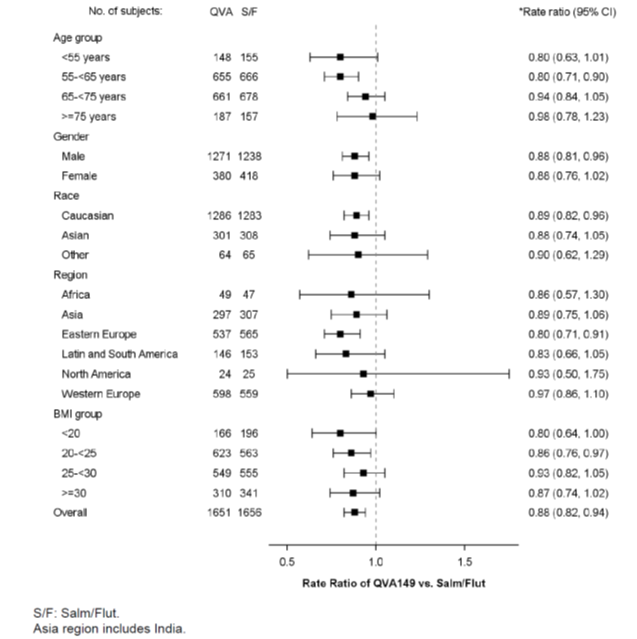 No. of subjects: QVA S/F *Rate ratio (95% CI)
Age group
<55 years 148 155 0.80 (0.63, 1.01)
55-<65 years 655 666 0.80 (0.71, 0.90)
65-<75 years 661 678 0.94 (0.84, 1.05)
>=75 years 187 157 0.98 (0.78, 1.23)
Gender
Male 1271 1238 0.88 (0.81, 0.96)
Female 380 418 0.88 (0.76, 1.02)
Race
Caucasian 1286 1283 0.89 (0.82, 0.96)
Asian 301 308 0.88 (0.74, 1.05)
Other 64 65 0.90 (0.62, 1.29)
Region
Africa 49 47 0.86 (0.57, 1.30)
Asia 297 307 0.89 (0.75, 1.06)
Eastern Europe 537 565 0.80 (0.71, 0.91)
Latin and South America 146 153 0.83 (0.66, 1.05)
North America 24 25 0.93 (0.50, 1.75)
Western Europe 598 559 0.97 (0.86, 1.10)
BMI group
<20 166 196 0.80 (0.64, 1.00)
20-<25 623 563 0.86 (0.76, 0.97)
25-<30 549 555 0.93 (0.82, 1.05)
>=30 310 341 0.87 (0.74, 1.02)
Overall 1651 1656 0.88 (0.82, 0.94)
0.5 1.0 1.5
Rate Ratio of QVA149 vs. Salm/Flut
S/F: Salm/Flut.
Asia region includes India.